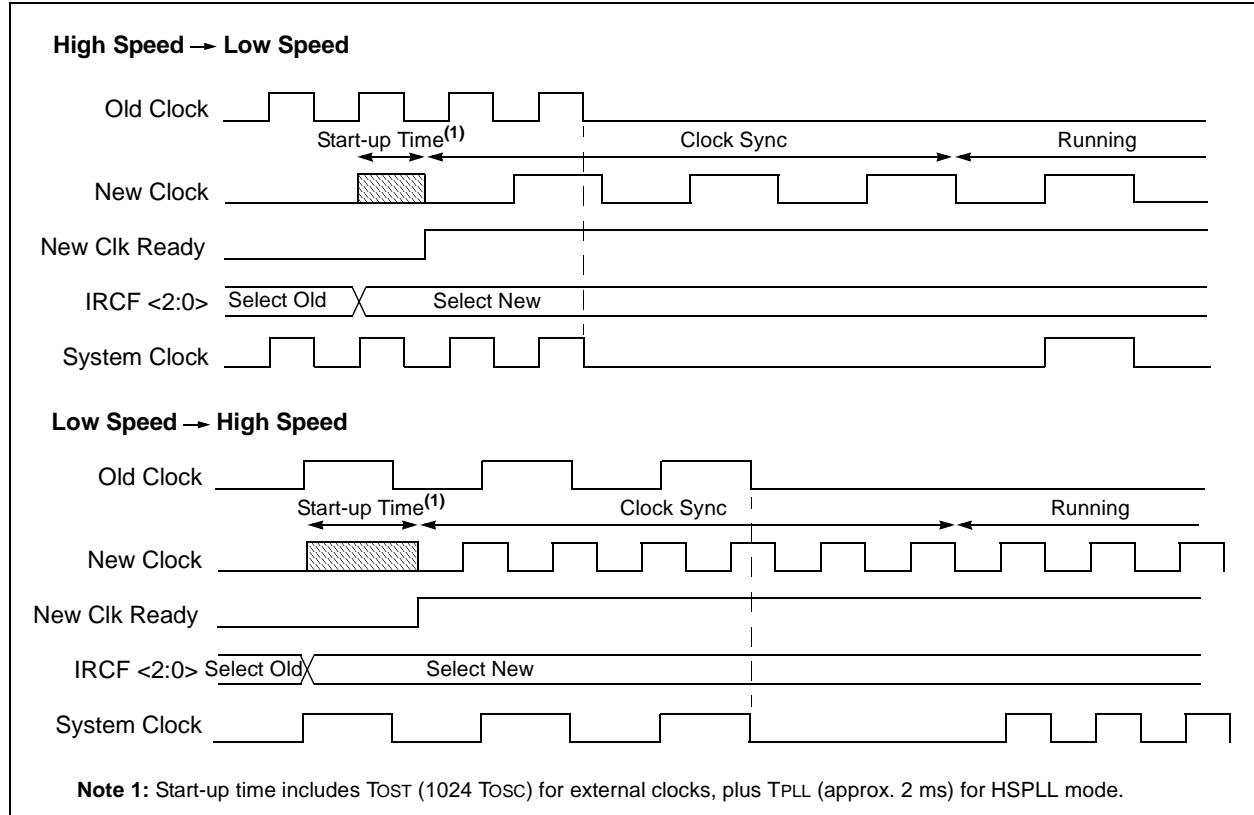 High Speed → Low Speed
Old Clock
Start-up Time(1)
Clock Sync
Running
New Clock
New Clk Ready
IRCF <2:0>
Select Old
Select New
System Clock
Low Speed → High Speed
Old Clock
Start-up Time(1)
Clock Sync
Running
New Clock
New Clk Ready
IRCF <2:0>
Select Old
Select New
System Clock
Note 1: Start-up time includes TOST (1024 TOSC) for external clocks, plus TPLL (approx. 2 ms) for HSPLL mode.